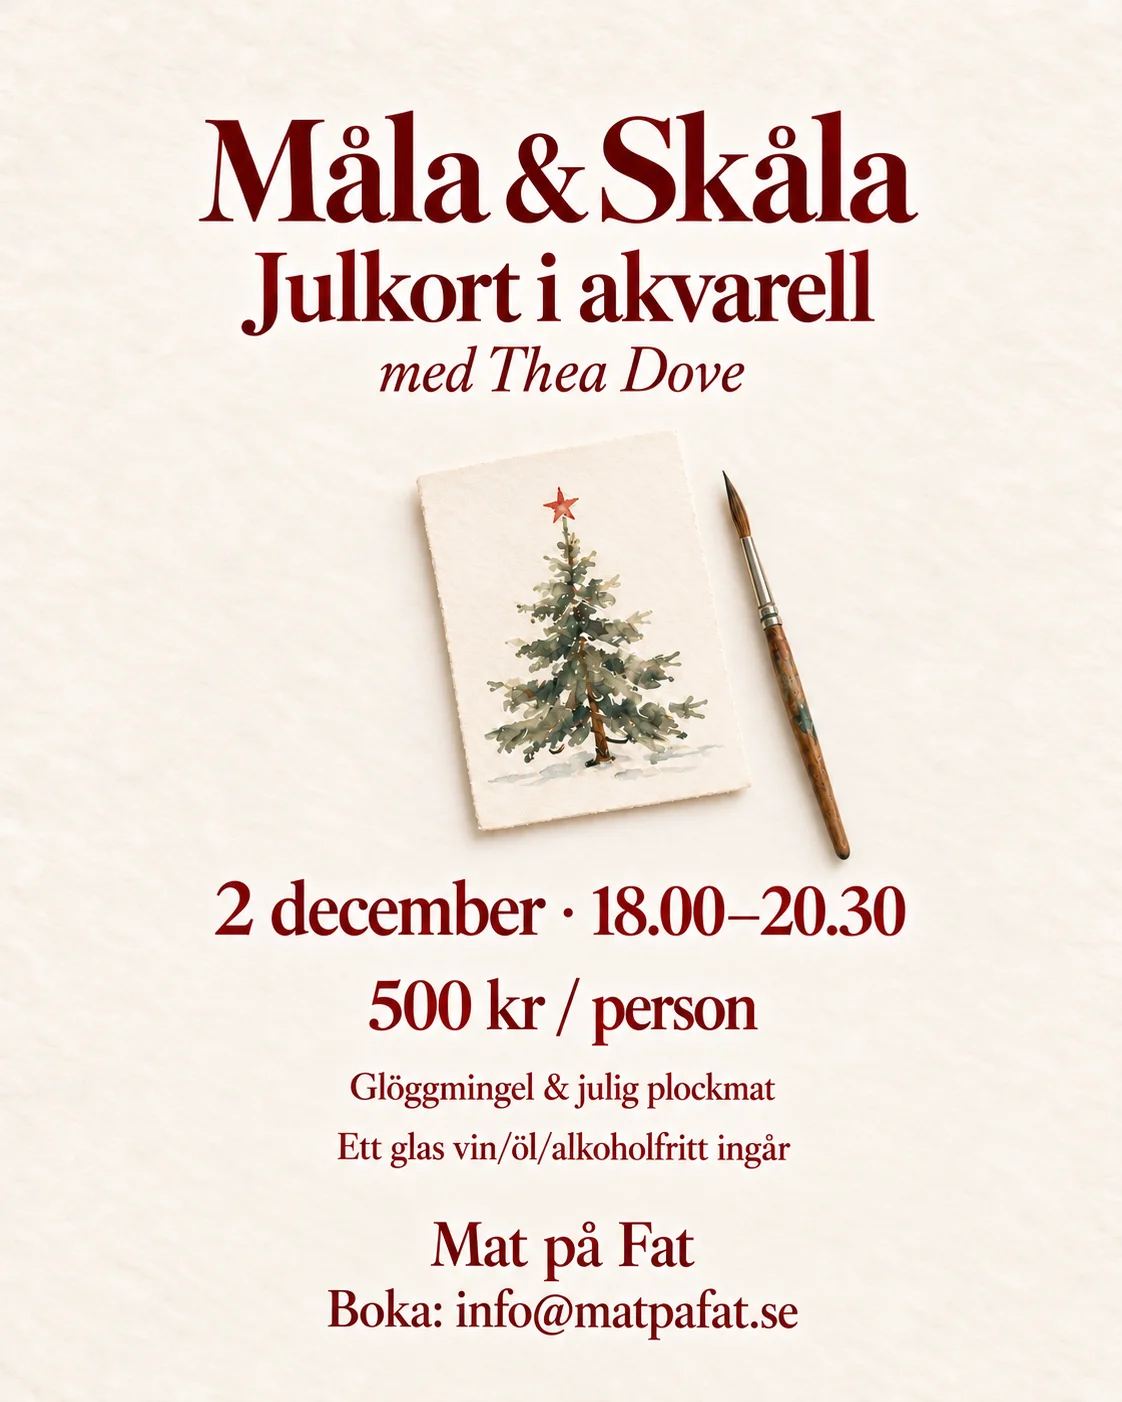 Måla & Skåla
Julkort i akvarell
med Thea Dove
2 december · 18.00–20.30
500 kr / person
Glöggmingel & julig plockmat
Ett glas vin/öl/alkoholfritt ingår
Mat på Fat
Boka: info@matpafat.se